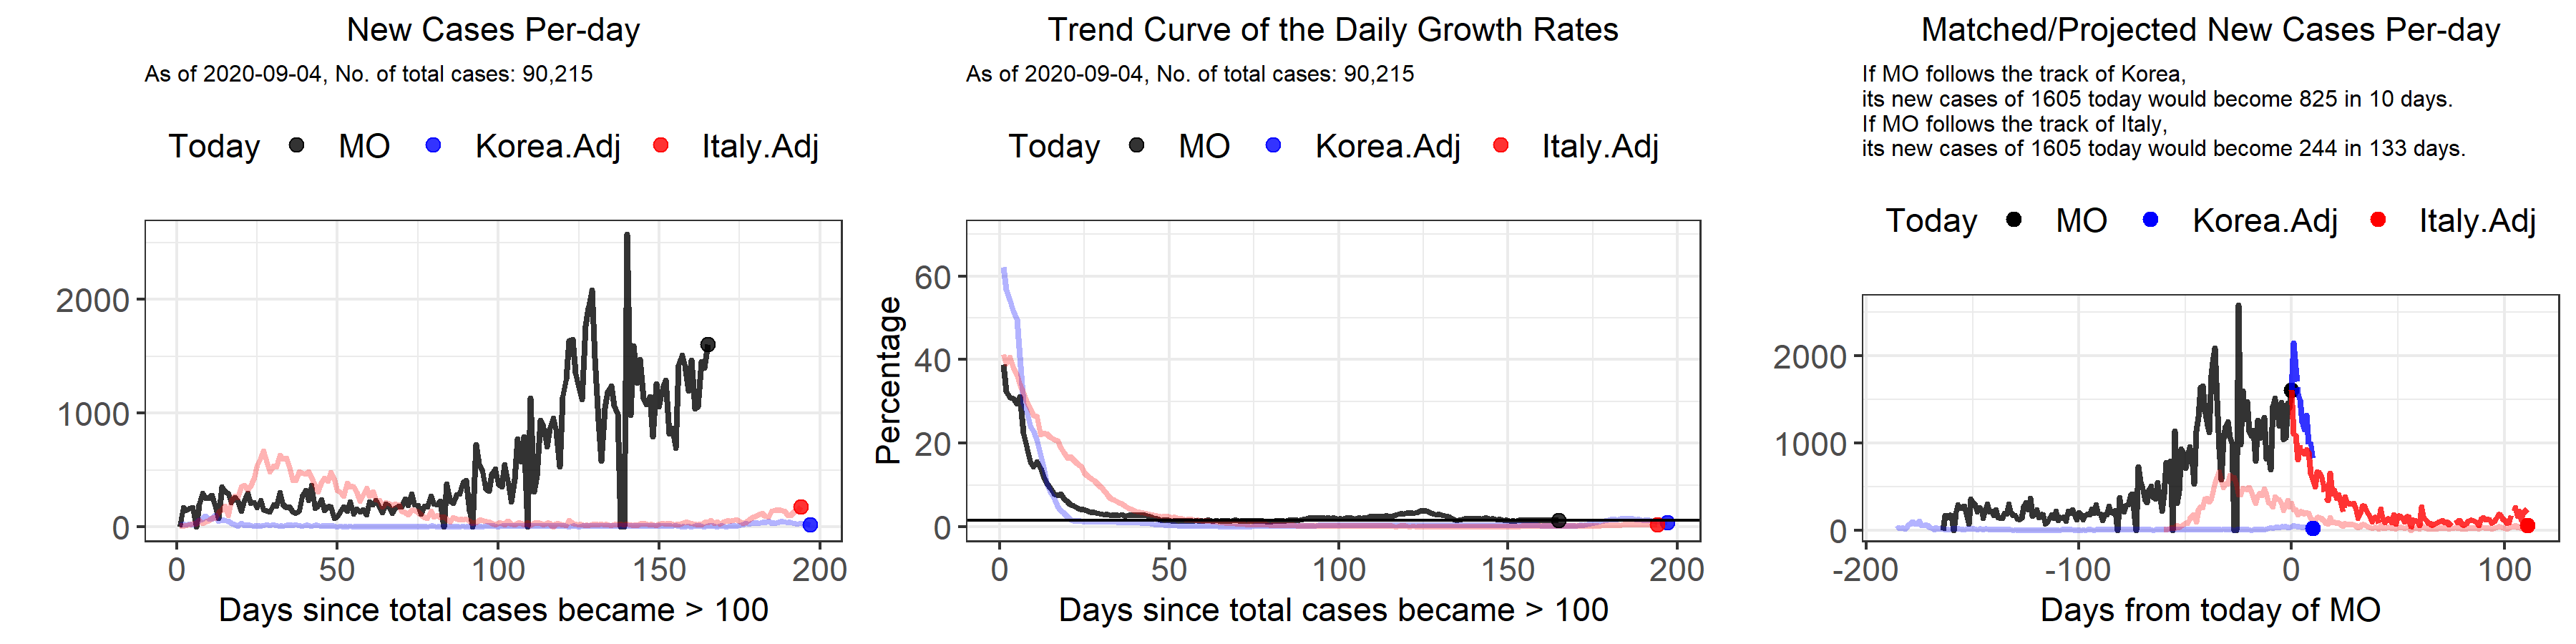 New Cases Per-day
As of 2020-09-04, No. of total cases: 90,215
Today MO Korea.Adj Italy.Adj
2000
1000
0
0 50 100 150 200
Days since total cases became > 100
Trend Curve of the Daily Growth Rates
As of 2020-09-04, No. of total cases: 90,215
Today MO Korea.Adj Italy.Adj
Percentage
60
40
20
0
0 50 100 150 200
Days since total cases became > 100
Matched/Projected New Cases Per-day
If MO follows the track of Korea,
its new cases of 1605 today would become 825 in 10 days.
If MO follows the track of Italy,
its new cases of 1605 today would become 244 in 133 days.
Today MO Korea.Adj Italy.Adj
2000
1000
0
-200 -100 0 100
Days from today of MO